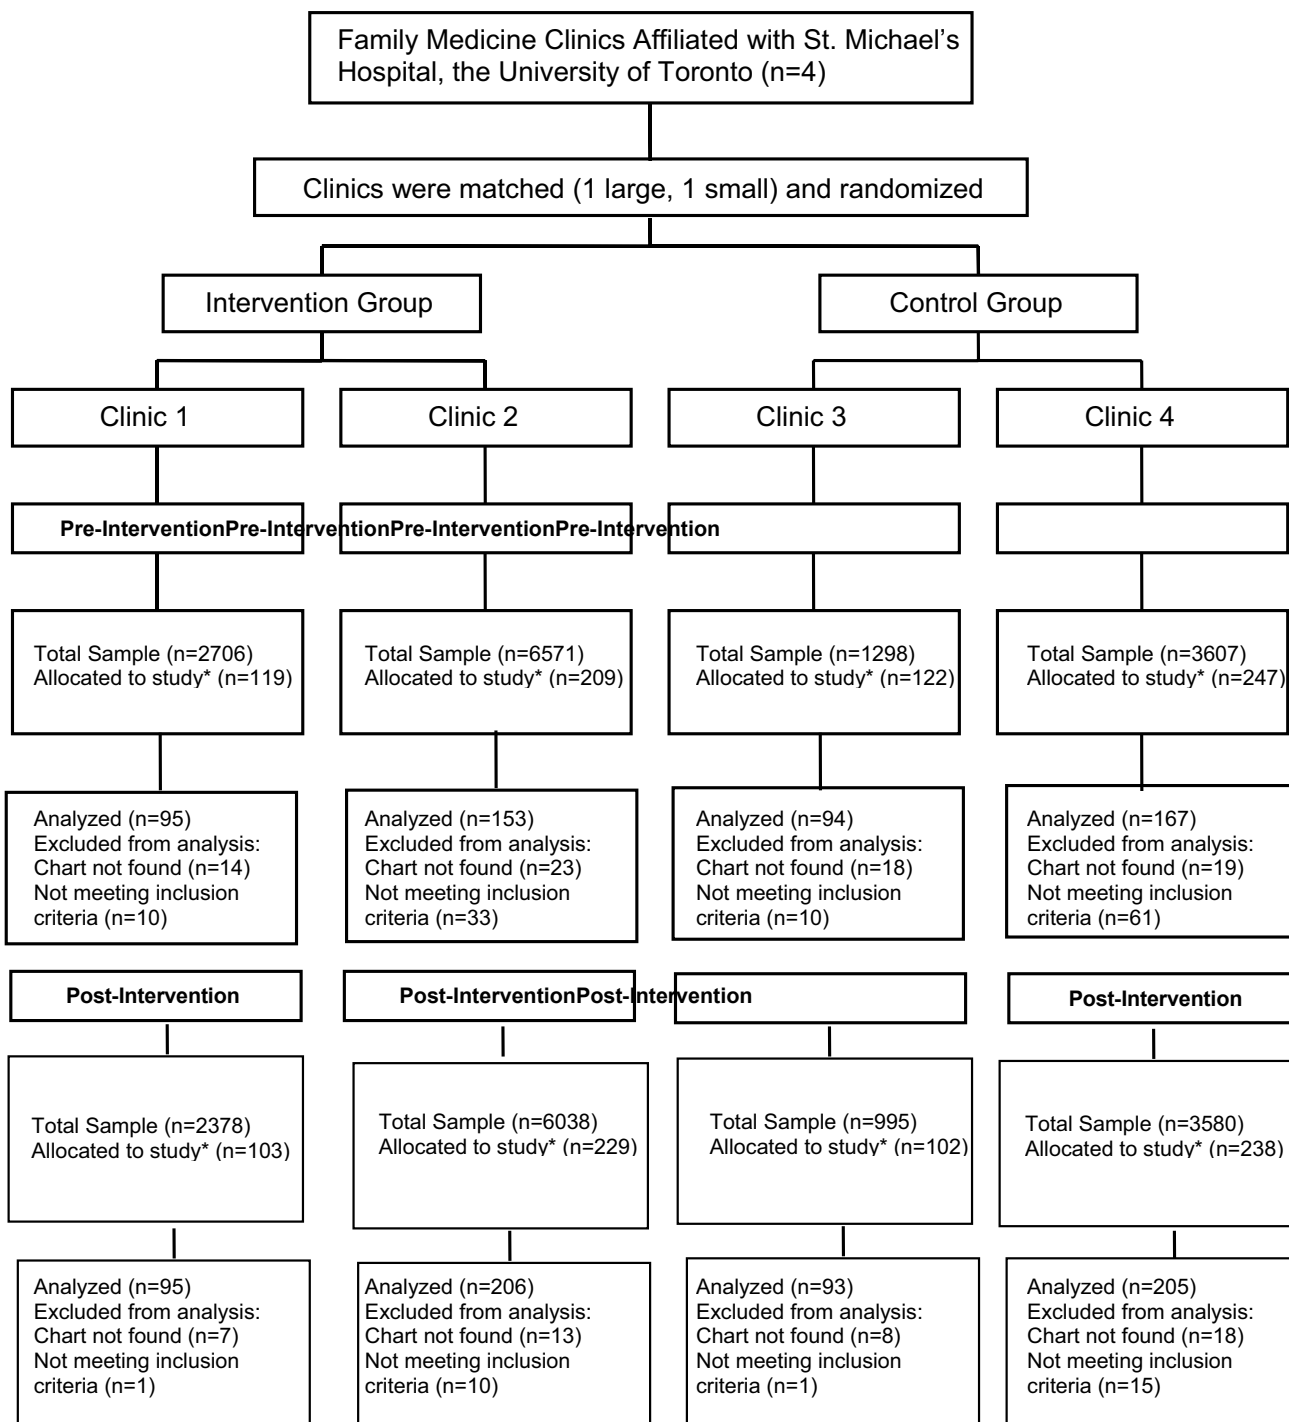 Family Medicine Clinics Affiliated with St. Michael's
Hospital, the University of Toronto (n=4)
Clinics were matched (1 large, 1 small) and randomized
Intervention Group
Control Group
Clinic 1
Clinic 2
Clinic 3
Clinic 4
Pre-InterventionPre-InterventionPre-InterventionPre-Intervention
Total Sample (n=2706)
Allocated to study* (n=119)
Total Sample (n=6571)
Allocated to study* (n=209)
Total Sample (n=1298)
Allocated to study* (n=122)
Total Sample (n=3607)
Allocated to study* (n=247)
Analyzed (n=95)
Excluded from analysis:
Chart not found (n=14)
Not meeting inclusion
criteria (n=10)
Analyzed (n=153)
Excluded from analysis:
Chart not found (n=23)
Not meeting inclusion
criteria (n=33)
Analyzed (n=94)
Excluded from analysis:
Chart not found (n=18)
Not meeting inclusion
criteria (n=10)
Analyzed (n=167)
Excluded from analysis:
Chart not found (n=19)
Not meeting inclusion
criteria (n=61)
Post-Intervention
Post-InterventionPost-Intervention
Post-Intervention
Total Sample (n=2378)
Allocated to study* (n=103)
Total Sample (n=6038)
Allocated to study* (n=229)
Total Sample (n=995)
Allocated to study* (n=102)
Total Sample (n=3580)
Allocated to study* (n=238)
Analyzed (n=95)
Excluded from analysis:
Chart not found (n=7)
Not meeting inclusion
criteria (n=1)
Analyzed (n=206)
Excluded from analysis:
Chart not found (n=13)
Not meeting inclusion
criteria (n=10)
Analyzed (n=93)
Excluded from analysis:
Chart not found (n=8)
Not meeting inclusion
criteria (n=1)
Analyzed (n=205)
Excluded from analysis:
Chart not found (n=18)
Not meeting inclusion
criteria (n=15)